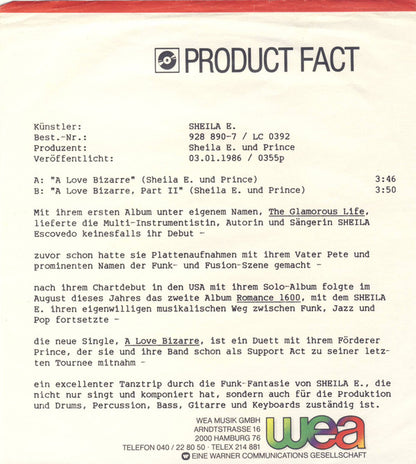 PRODUCT FACT
Künstler: SHEILA E.
Best.-Nr.: 928 890-7 / LC 0392
Produzent: Sheila E. und Prince
Veröffentlicht: 03.01.1986 / 0355p
A: "A Love Bizarre" (Sheila E. und Prince) 3:46
B: "A Love Bizarre, Part II" (Sheila E. und Prince) 3:50
Mit ihrem ersten Album unter eigenem Namen, The Glamorous Life,
lieferte die Multi-Instrumentistin, Autorin und Sängerin SHEILA
Escovedo keinesfalls ihr Debut -
zuvor schon hatte sie Plattenaufnahmen mit ihrem Vater Pete und
prominenten Namen der Funk- und Fusion-Szene gemacht -
nach ihrem Chartdebut in den USA mit ihrem Solo-Album folgte im
August dieses Jahres das zweite Album Romance 1600, mit dem SHEILA
E. ihren eigenwilligen musikalischen Weg zwischen Funk, Jazz und
Pop fortsetzte -
die neue Single, A Love Bizarre, ist ein Duett mit ihrem Förderer
Prince, der sie und ihre Band schon als Support Act zu seiner letz-
ten Tournee mitnahm -
ein excellenter Tanztrip durch die Funk-Fantasie von SHEILA E., die
nicht nur singt und komponiert hat, sondern auch für die Produktion
und Drums, Percussion, Bass, Gitarre und Keyboards zuständig ist.
WEA MUSIK GMBH
ARNDTSTRASSE 16
2000 HAMBURG 76
TELEFON 040 / 22 80 50 · TELEX 214 881
wea
EINE WARNER COMMUNICATIONS GESELLSCHAFT